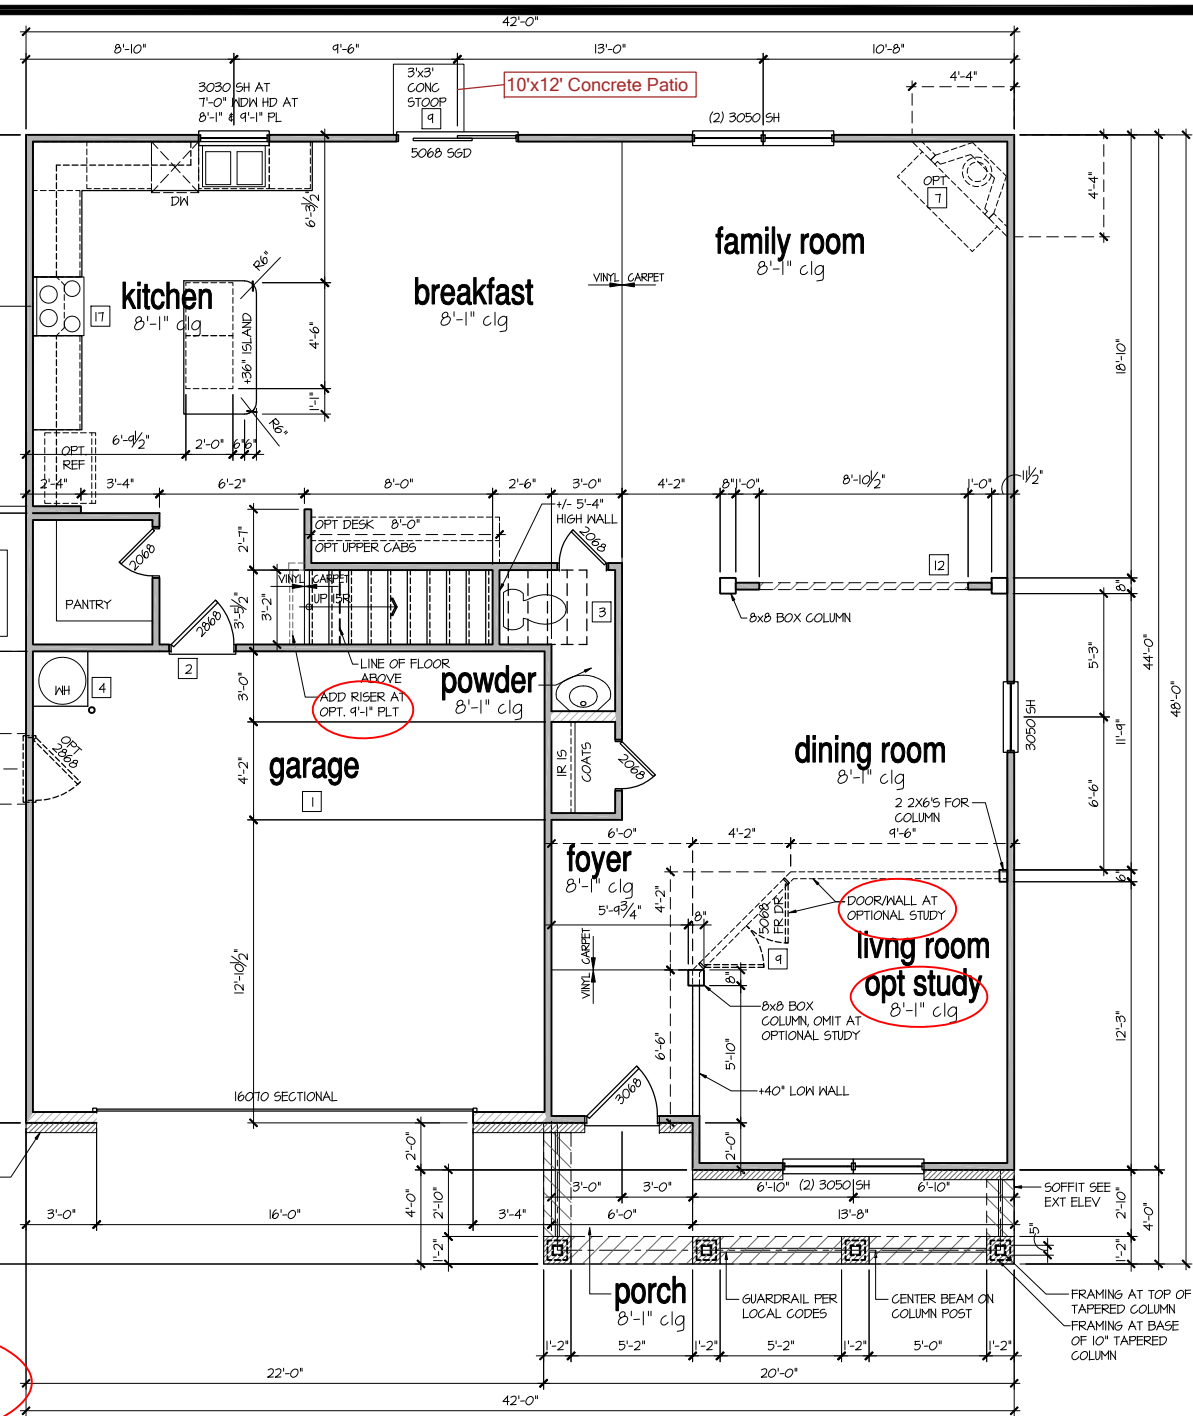 42'-0"
8'-10"
9'-6"
13'-0"
10'-8"
3030 SH AT
7'-0" WDW HD AT
8'-1" & 9'-1" PL
3'x3'
CONC
STOOP
9
10'x12' Concrete Patio
4'-4"
(2) 3050 SH
5068 SGD
DW
OPT
7
4'-4"
6'-3½"
R6"
family room
8'-1" clg
VINYL
CARPET
kitchen
8'-1" clg
17
breakfast
8'-1" clg
+36" ISLAND
4'-6"
1'-1"
R6"
18'-10"
6'-9½"
2'-0"
6"
6"
OPT.
REF
2'-4"
3'-4"
6'-2"
8'-0"
2'-6"
3'-0"
4'-2"
8"
1'-0"
8'-10½"
1'-0"
1½"
+/- 5'-4"
HIGH WALL
OPT DESK 8'-0"
OPT UPPER CABS
2068
2068
2'-7"
VINYL
CARPET
UP 15R
3'-5½"
3'-2"
PANTRY
2868
3
12
8x8 BOX COLUMN
8"
5'-3"
44'-0"
48'-0"
2
LINE OF FLOOR
ABOVE
WH
4
3'-0"
ADD RISER AT
OPT. 9'-1" PLT
powder
8'-1" clg
3050 SH
11'-9"
OPT
2868
4'-2"
garage
1
COATS
2068
dining room
8'-1" clg
6'-6"
2 2X6'S FOR
COLUMN
6'-0"
4'-2"
9'-6"
foyer
8'-1" clg
6"
4'-2"
5'-9¾"
8"
5068
FR DR
DOOR/WALL AT
OPTIONAL STUDY
livng room
opt study
8'-1" clg
9
VINYL
CARPET
12'-10½"
8"
8x8 BOX
COLUMN, OMIT AT
OPTIONAL STUDY
12'-3"
6'-6"
5'-10"
+40" LOW WALL
3068
16070 SECTIONAL
2'-0"
2'-0"
4'-0"
2'-10"
3'-0"
3'-0"
6'-10"
(2) 3050 SH
6'-10"
SOFFIT SEE
EXT ELEV
2'-10"
4'-0"
3'-0"
16'-0"
3'-4"
6'-0"
13'-8"
5"
1'-2"
1'-2"
porch
8'-1" clg
GUARDRAIL PER
LOCAL CODES
CENTER BEAM ON
COLUMN POST
FRAMING AT TOP OF
TAPERED COLUMN
FRAMING AT BASE
OF 10" TAPERED
COLUMN
1'-2"
5'-2"
1'-2"
5'-2"
1'-2"
5'-0"
1'-2"
22'-0"
20'-0"
42'-0"